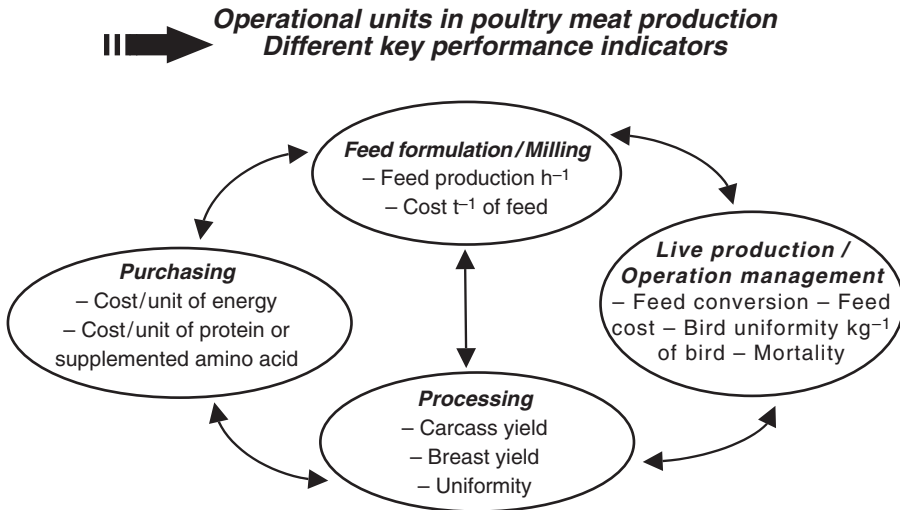 Operational units in poultry meat production
Different key performance indicators
Feed formulation/Milling
– Feed production h⁻¹
– Cost t⁻¹ of feed
Purchasing
– Cost/unit of energy
– Cost/unit of protein or
supplemented amino acid
Live production /
Operation management
– Feed conversion – Feed
cost – Bird uniformity kg⁻¹
of bird – Mortality
Processing
– Carcass yield
– Breast yield
– Uniformity